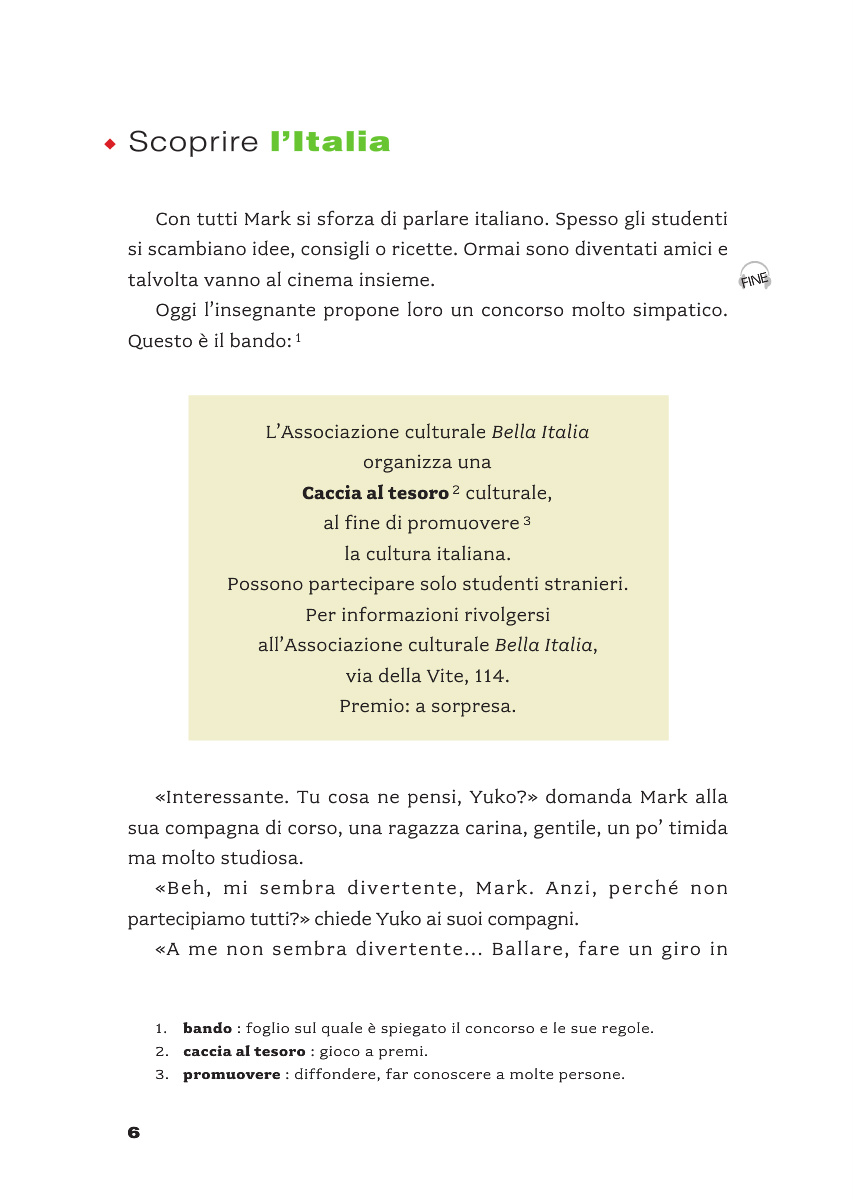 Scoprire l’Italia
Con tutti Mark si sforza di parlare italiano. Spesso gli studenti
si scambiano idee, consigli o ricette. Ormai sono diventati amici e
talvolta vanno al cinema insieme.
FINE
Oggi l’insegnante propone loro un concorso molto simpatico.
Questo è il bando: 1
L’Associazione culturale Bella Italia
organizza una
Caccia al tesoro 2 culturale,
al fine di promuovere 3
la cultura italiana.
Possono partecipare solo studenti stranieri.
Per informazioni rivolgersi
all’Associazione culturale Bella Italia,
via della Vite, 114.
Premio: a sorpresa.
«Interessante. Tu cosa ne pensi, Yuko?» domanda Mark alla
sua compagna di corso, una ragazza carina, gentile, un po’ timida
ma molto studiosa.
«Beh, mi sembra divertente, Mark. Anzi, perché non
partecipiamo tutti?» chiede Yuko ai suoi compagni.
«A me non sembra divertente... Ballare, fare un giro in
1. bando : foglio sul quale è spiegato il concorso e le sue regole.
2. caccia al tesoro : gioco a premi.
3. promuovere : diffondere, far conoscere a molte persone.
6